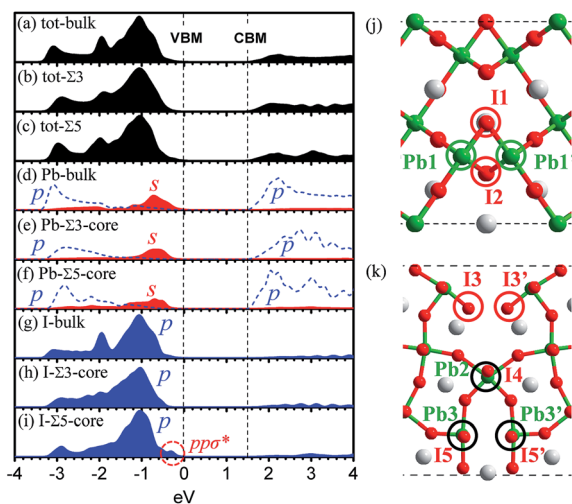 (a) tot-bulk VBM CBM
(b) tot-Σ3
(c) tot-Σ5
(d) Pb-bulk
p s p
(e) Pb-Σ3-core
p s p
(f) Pb-Σ5-core
p s p
(g) I-bulk p
(h) I-Σ3-core p
(i) I-Σ5-core p
ppσ*
-4 -3 -2 -1 0 1 2 3 4
eV
(j)
I1
Pb1 Pb1'
I2
(k)
I3 I3'
Pb2 I4
Pb3 Pb3'
I5 I5'